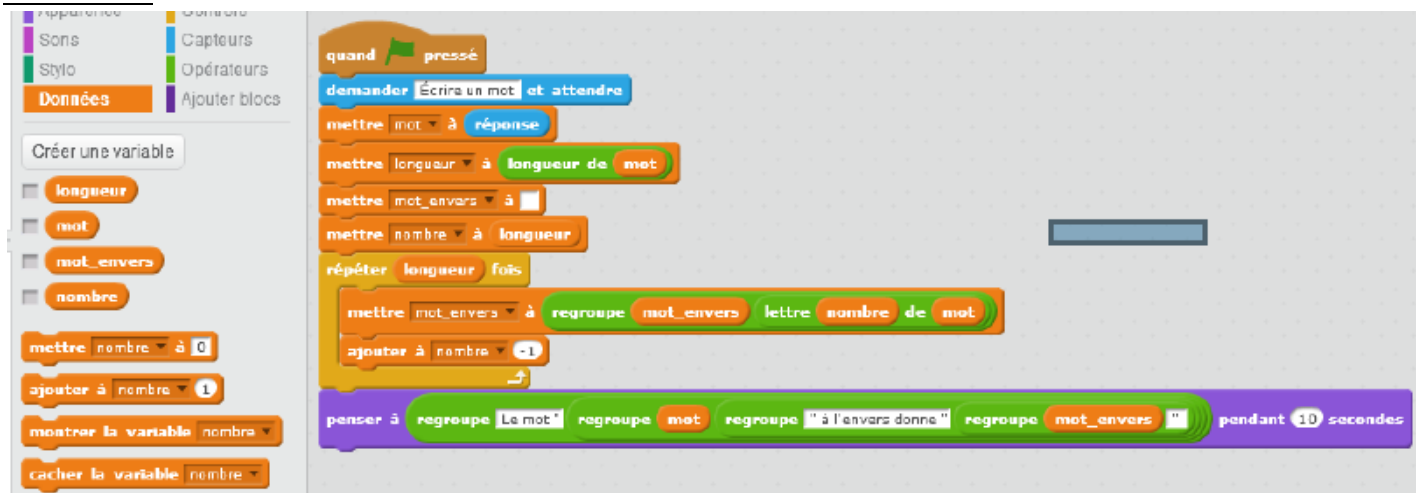 Apparence Contrôle
Sons Capteurs
Stylo Opérateurs
Données Ajouter blocs
Créer une variable
longueur
mot
mot_envers
nombre
mettre nombre à 0
ajouter à nombre 1
montrer la variable nombre
cacher la variable nombre
quand pressé
demander Écrire un mot et attendre
mettre mot à réponse
mettre longueur à longueur de mot
mettre mot_envers à
mettre nombre à longueur
répéter longueur fois
mettre mot_envers à regroupe mot_envers lettre nombre de mot
ajouter à nombre -1
penser à regroupe Le mot " regroupe mot regroupe " à l'envers donne " regroupe mot_envers " pendant 10 secondes